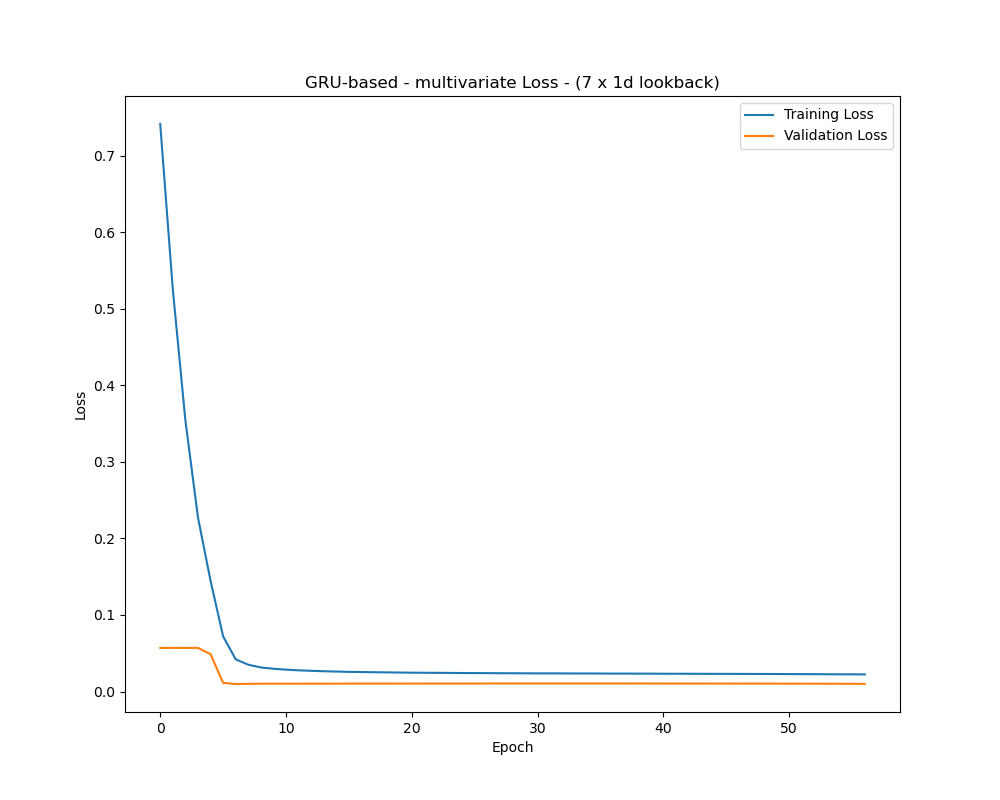 GRU-based - multivariate Loss - (7 x 1d lookback)
Training Loss
Validation Loss
0.7
0.6
0.5
0.4
0.3
0.2
0.1
0.0
Loss
0 10 20 30 40 50
Epoch